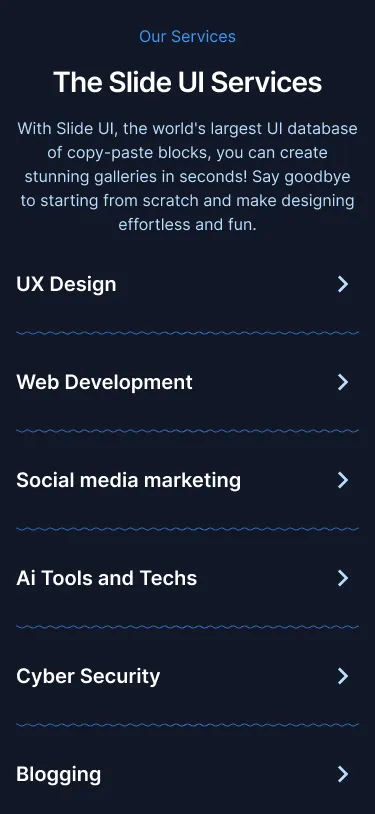 Our Services
The Slide UI Services
With Slide UI, the world's largest UI database
of copy-paste blocks, you can create
stunning galleries in seconds! Say goodbye
to starting from scratch and make designing
effortless and fun.
UX Design
Web Development
Social media marketing
Ai Tools and Techs
Cyber Security
Blogging